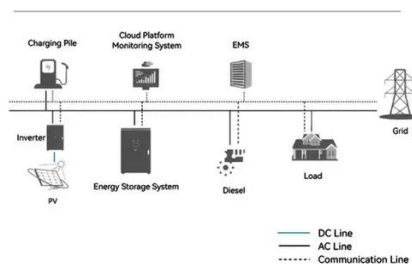 Charging Pile
Cloud Platform
Monitoring System
EMS
Grid
Inverter
PV
Energy Storage System
Diesel
Load
DC Line
AC Line
Communication Line